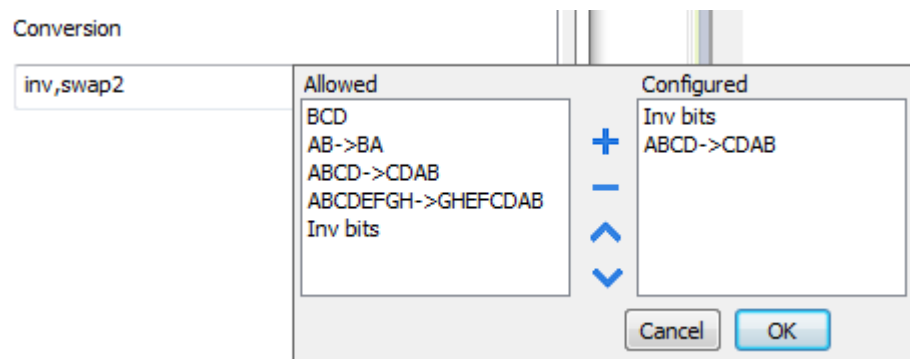 Conversion
inv,swap2
Allowed
BCD
AB->BA
ABCD->CDAB
ABCDEFGH->GHEFCDAB
Inv bits
Configured
Inv bits
ABCD->CDAB
Cancel
OK